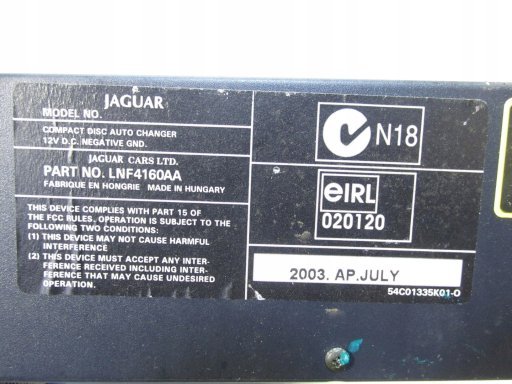 JAGUAR
MODEL NO.
COMPACT DISC AUTO CHANGER
12V D.C. NEGATIVE GND.
JAGUAR CARS LTD.
PART NO. LNF4160AA
FABRIQUE EN HONGRIE MADE IN HUNGARY
THIS DEVICE COMPLIES WITH PART 15 OF
THE FCC RULES, OPERATION IS SUBJECT TO THE
FOLLOWING TWO CONDITIONS:
(1) THIS DEVICE MAY NOT CAUSE HARMFUL
INTERFERENCE
(2) THIS DEVICE MUST ACCEPT ANY INTER-
FERENCE RECEIVED INCLUDING INTER-
FERENCE THAT MAY CAUSE UNDESIRED
OPERATION.
N18
eIRL
020120
2003. AP.JULY
54C01335K01-O